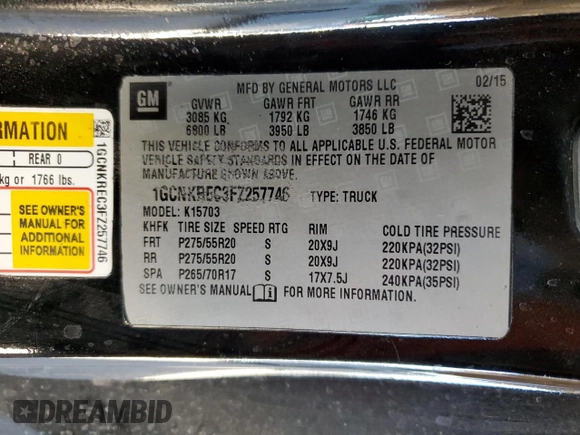 GM
MFD BY GENERAL MOTORS LLC 02/15
GVWR GAWR FRT GAWR RR
3085 KG 1792 KG 1746 KG
6800 LB 3950 LB 3850 LB
THIS VEHICLE CONFORMS TO ALL APPLICABLE U.S. FEDERAL MOTOR
VEHICLE SAFETY STANDARDS IN EFFECT ON THE DATE OF
MANUFACTURE SHOWN ABOVE.
1GCNKREC3FZ257746 TYPE: TRUCK
MODEL: K15703
KHFK TIRE SIZE SPEED RTG RIM COLD TIRE PRESSURE
FRT P275/55R20 S 20X9J 220KPA(32PSI)
RR P275/55R20 S 20X9J 220KPA(32PSI)
SPA P265/70R17 S 17X7.5J 240KPA(35PSI)
SEE OWNER'S MANUAL FOR MORE INFORMATION.
RMATION
REAR 0
kg or 1766 lbs.
SEE OWNER'S
MANUAL FOR
ADDITIONAL
INFORMATION
1GCNKREC3FZ257746
DREAMBID